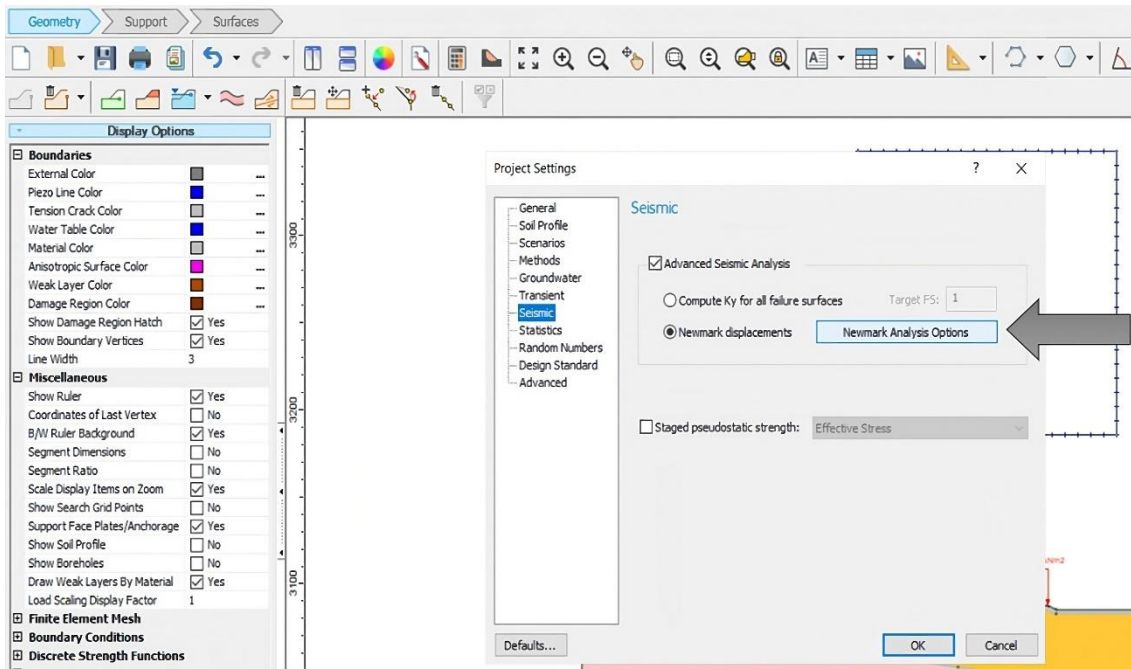 Geometry
Support
Surfaces
A
Display Options
Boundaries
External Color ...
Piezo Line Color ...
Tension Crack Color ...
Water Table Color ...
Material Color ...
Anisotropic Surface Color ...
Weak Layer Color ...
Damage Region Color ...
Show Damage Region Hatch Yes
Show Boundary Vertices Yes
Line Width 3
Miscellaneous
Show Ruler Yes
Coordinates of Last Vertex No
B/W Ruler Background Yes
Segment Dimensions No
Segment Ratio No
Scale Display Items on Zoom Yes
Show Search Grid Points No
Support Face Plates/Anchorage Yes
Show Soil Profile No
Show Boreholes No
Draw Weak Layers By Material Yes
Load Scaling Display Factor 1
Finite Element Mesh
Boundary Conditions
Discrete Strength Functions
3300
3200
3100
Project Settings ?
General
Soil Profile
Scenarios
Methods
Groundwater
Transient
Seismic
Statistics
Random Numbers
Design Standard
Advanced
Seismic
Advanced Seismic Analysis
Compute Ky for all failure surfaces Target FS: 1
Newmark displacements Newmark Analysis Options
Staged pseudostatic strength: Effective Stress
Defaults... OK Cancel